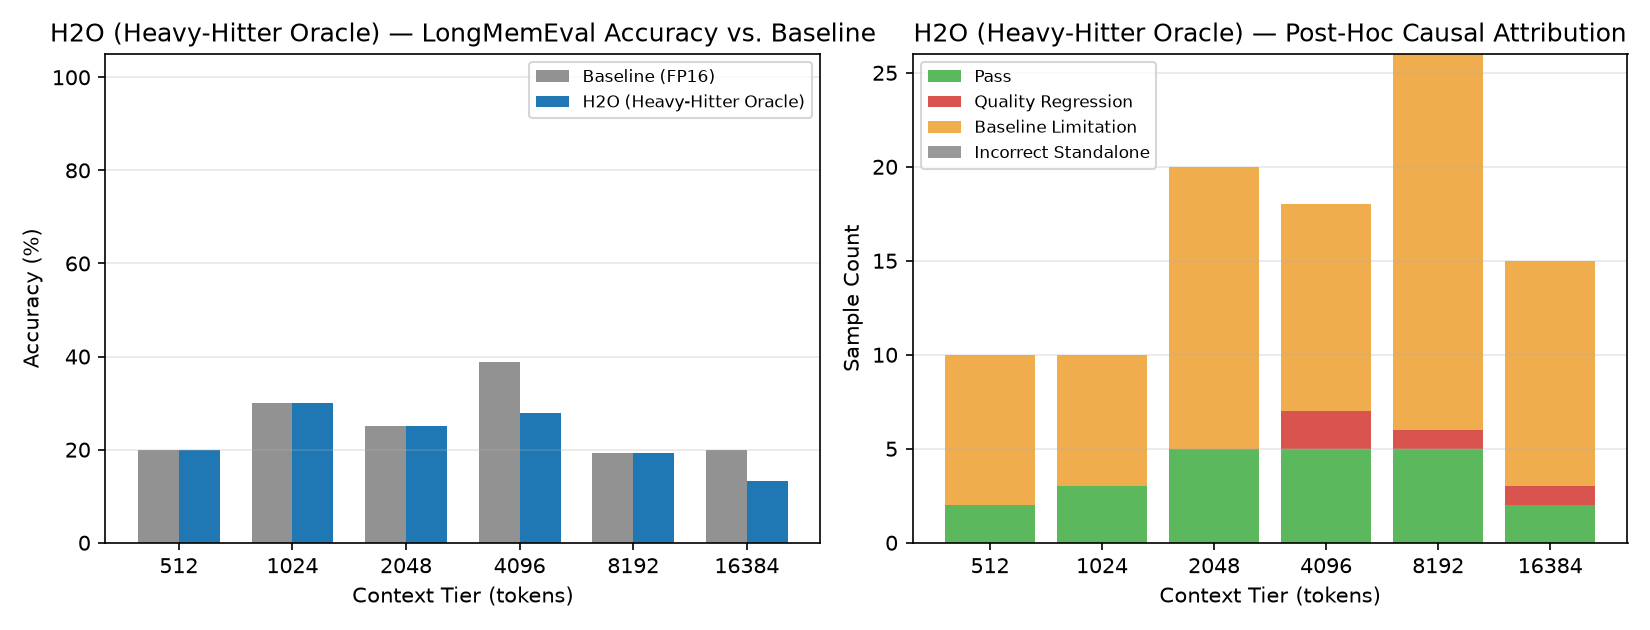 H2O (Heavy-Hitter Oracle) — LongMemEval Accuracy vs. Baseline
Baseline (FP16)
H2O (Heavy-Hitter Oracle)
Accuracy (%)
100
80
60
40
20
0
512 1024 2048 4096 8192 16384
Context Tier (tokens)
H2O (Heavy-Hitter Oracle) — Post-Hoc Causal Attribution
Pass
Quality Regression
Baseline Limitation
Incorrect Standalone
Sample Count
25
20
15
10
5
0
512 1024 2048 4096 8192 16384
Context Tier (tokens)